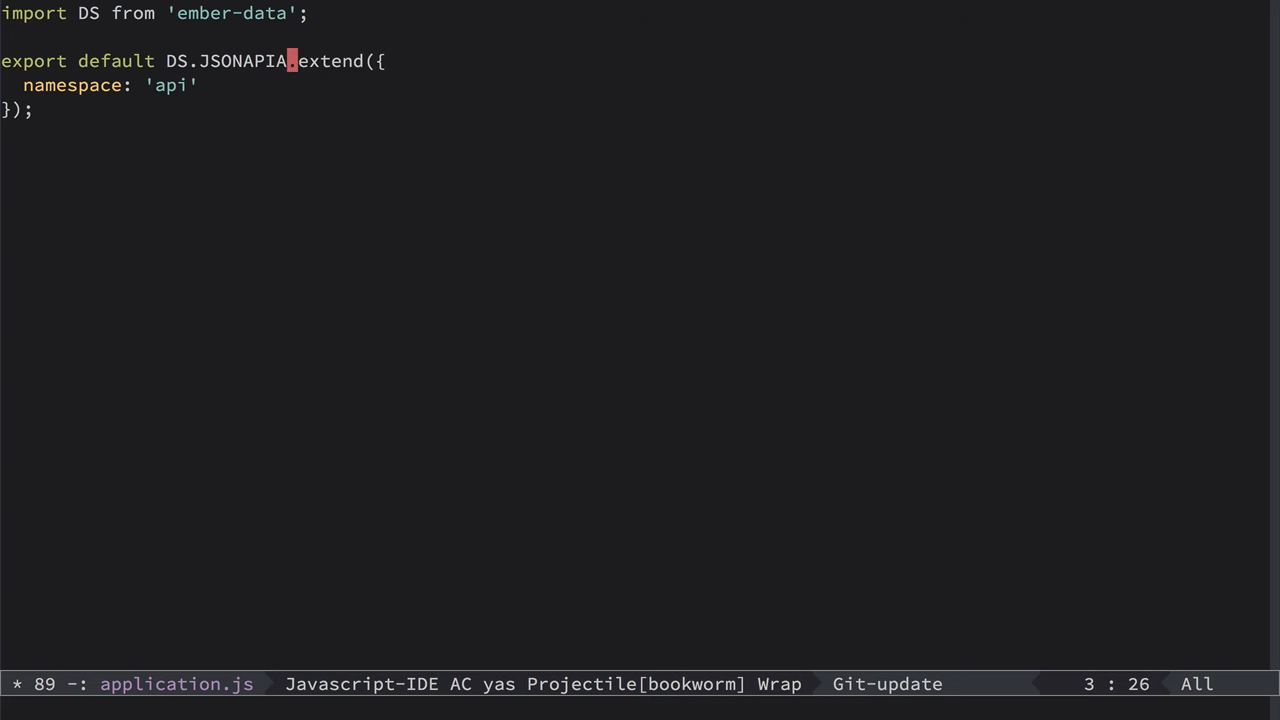 import DS from 'ember-data';
export default DS.JSONAPIA.extend({
  namespace: 'api'
});
* 89 -: application.js Javascript-IDE AC yas Projectile[bookworm] Wrap Git-update 3 : 26 All